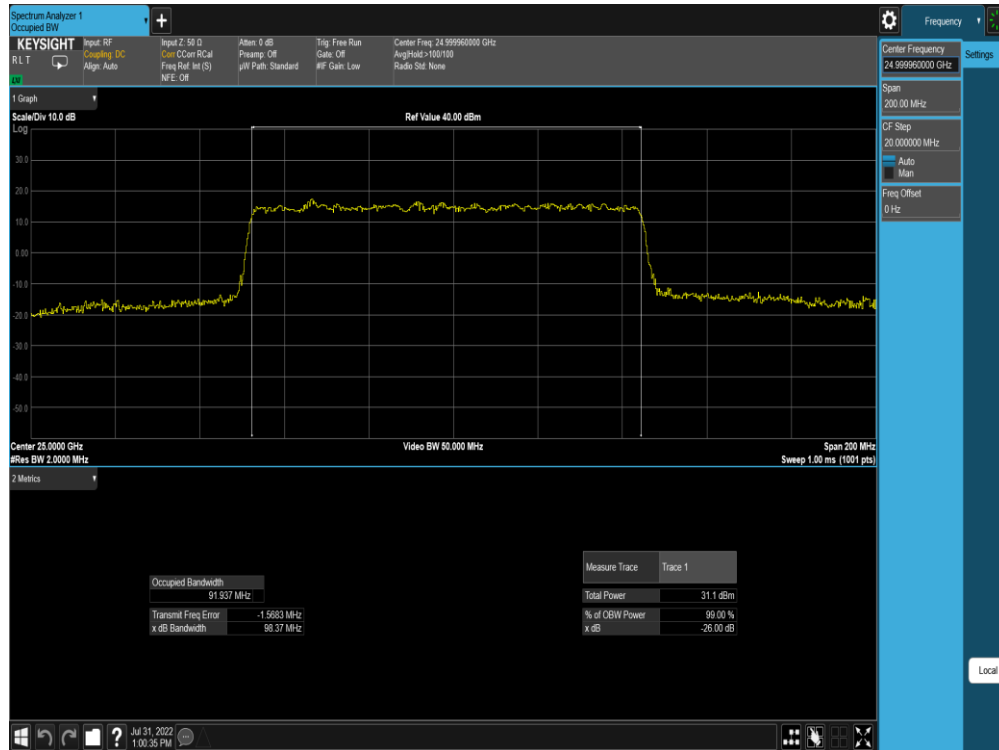 Spectrum Analyzer 1
Occupied BW
Frequency
KEYSIGHT
R L T
LM
Input: RF
Coupling: DC
Align: Auto
Input Z: 50 Ω
Corr CCorr RCal
Freq Ref: Int (S)
NFE: Off
Atten: 0 dB
Preamp: Off
µW Path: Standard
Trig: Free Run
Gate: Off
#IF Gain: Low
Center Freq: 24.999960000 GHz
Avg|Hold:>100/100
Radio Std: None
Center Frequency
24.999960000 GHz
Settings
Span
200.00 MHz
CF Step
20.000000 MHz
Auto
Man
Freq Offset
0 Hz
1 Graph
Scale/Div 10.0 dB
Ref Value 40.00 dBm
Log
30.0
20.0
10.0
0.00
-10.0
-20.0
-30.0
-40.0
-50.0
Center 25.0000 GHz
Video BW 50.000 MHz
Span 200 MHz
#Res BW 2.0000 MHz
Sweep 1.00 ms (1001 pts)
2 Metrics
Measure Trace Trace 1
Occupied Bandwidth
91.937 MHz
Total Power 31.1 dBm
Transmit Freq Error -1.5683 MHz
% of OBW Power 99.00 %
x dB Bandwidth 98.37 MHz
x dB -26.00 dB
Local
Jul 31, 2022
1:00:35 PM